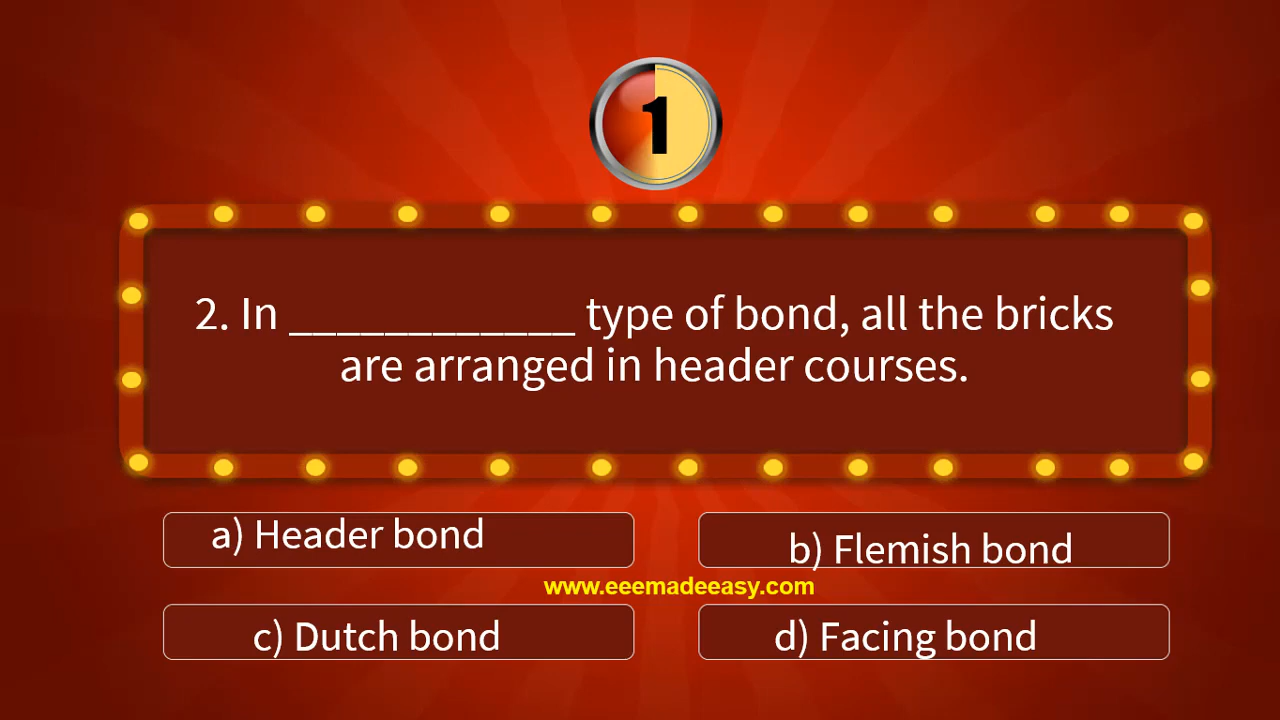 1
2. In ____________ type of bond, all the bricks
are arranged in header courses.
a) Header bond
b) Flemish bond
www.eeemadeeasy.com
c) Dutch bond
d) Facing bond